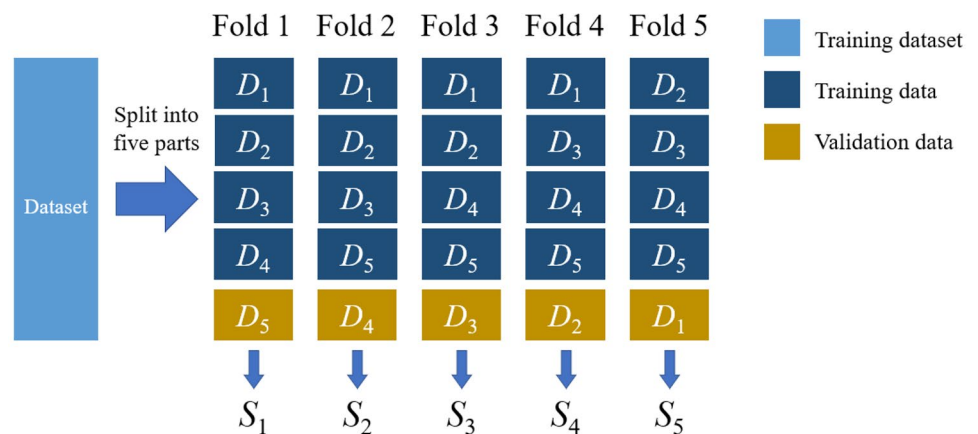 Fold 1 Fold 2 Fold 3 Fold 4 Fold 5
Training dataset
Training data
Validation data
Split into
five parts
Dataset
D₁ D₁ D₁ D₁ D₂
D₂ D₂ D₂ D₃ D₃
D₃ D₃ D₄ D₄ D₄
D₄ D₅ D₅ D₅ D₅
D₅ D₄ D₃ D₂ D₁
S₁ S₂ S₃ S₄ S₅